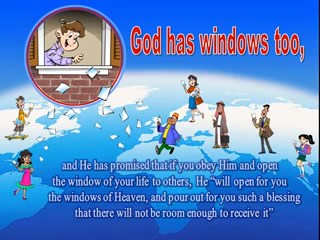 God has windows too,
and He has promised that if you obey Him and open
the window of your life to others,  He “will open for you
the windows of Heaven, and pour out for you such a blessing
that there will not be room enough to receive it”